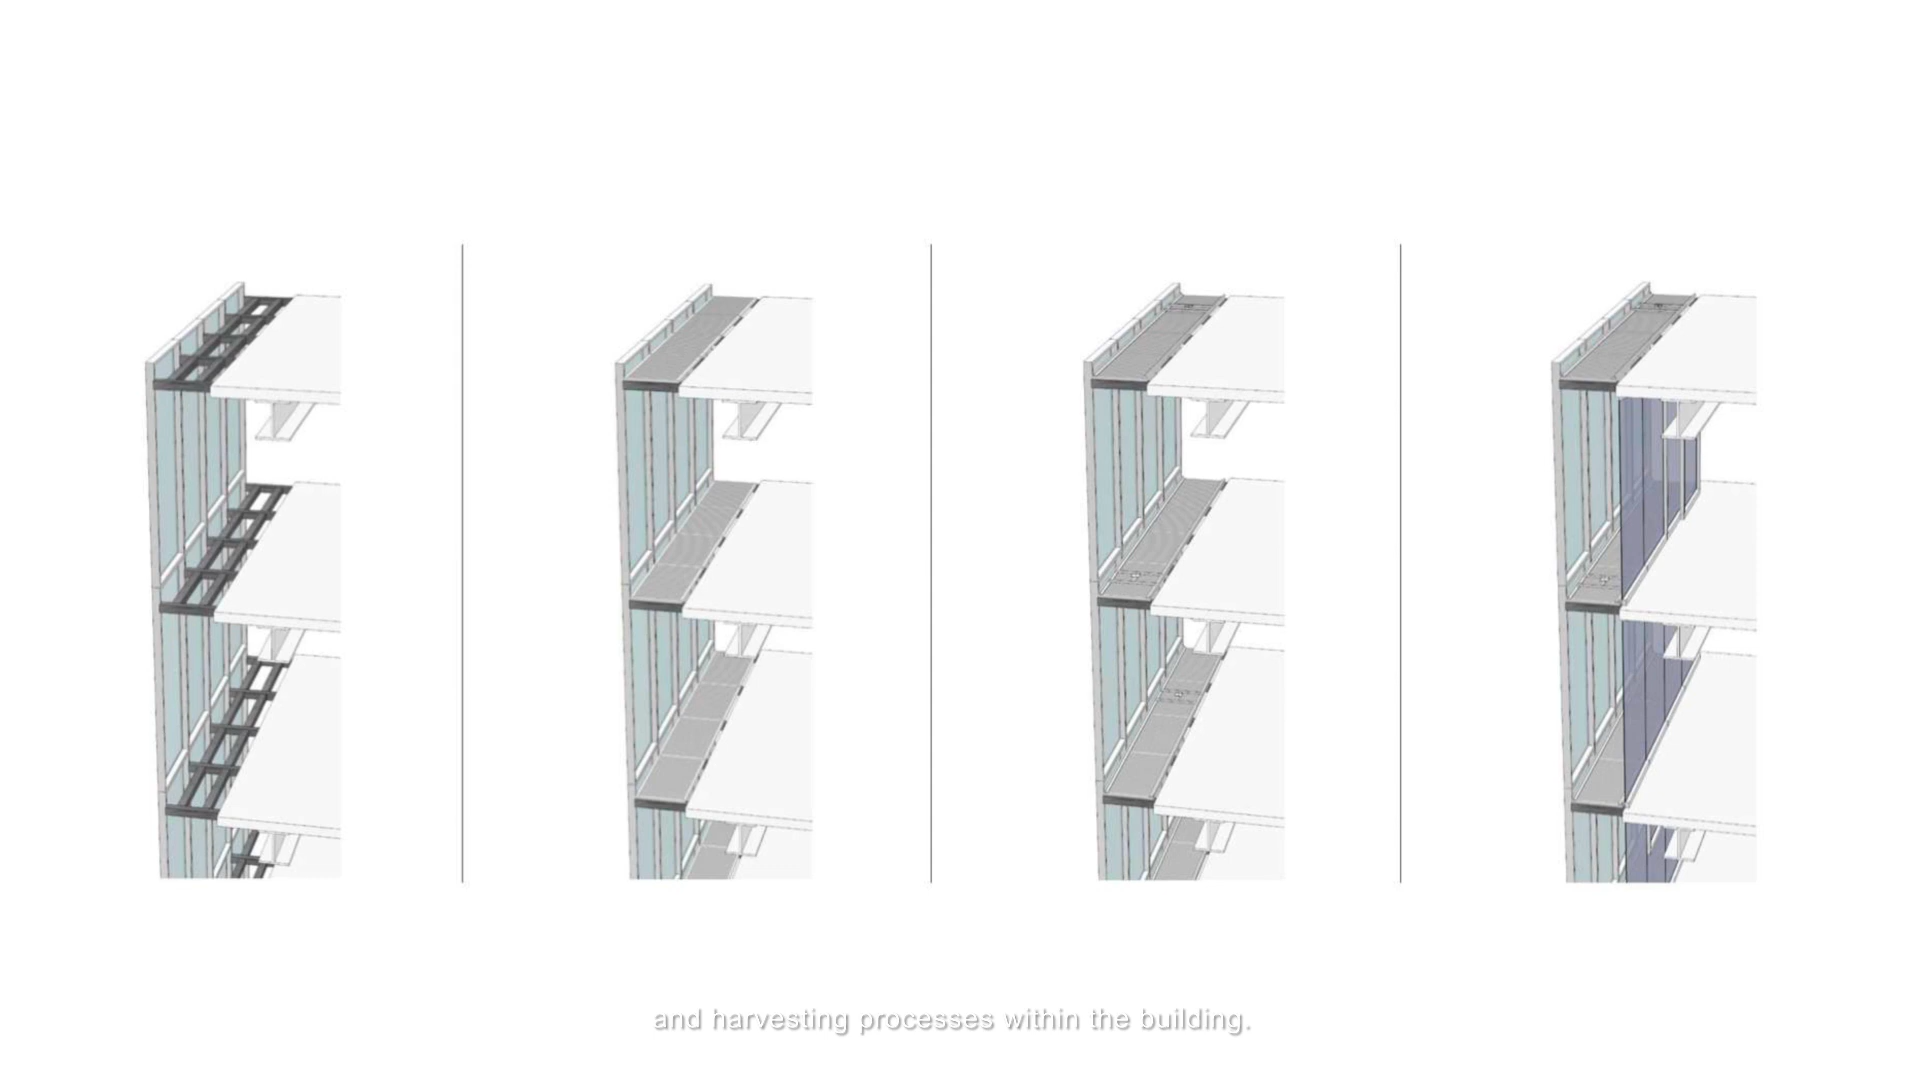 and harvesting processes within the building.